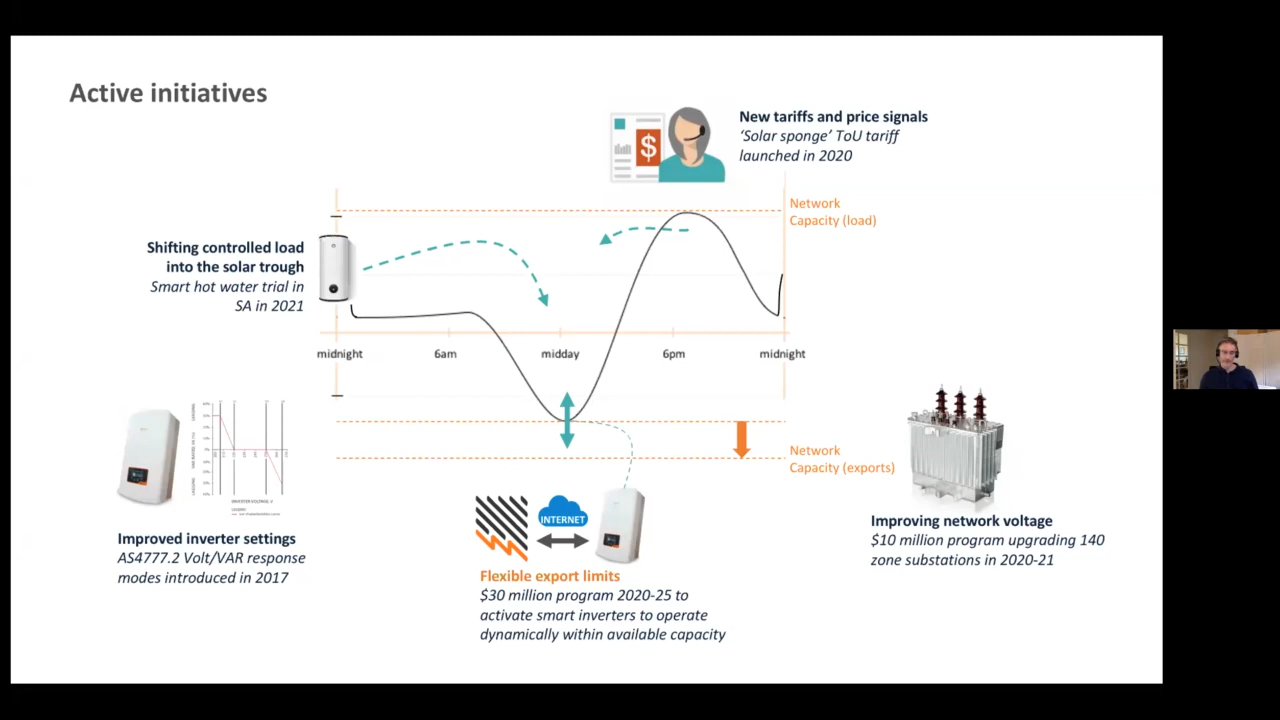 Active initiatives
New tariffs and price signals
‘Solar sponge’ ToU tariff
launched in 2020
$
Network
Capacity (load)
Shifting controlled load
into the solar trough
Smart hot water trial in
SA in 2021
midnight
6am
midday
6pm
midnight
Network
Capacity (exports)
INVERTER VOLTAGE V
Improved inverter settings
AS4777.2 Volt/VAR response
modes introduced in 2017
INTERNET
Flexible export limits
$30 million program 2020-25 to
activate smart inverters to operate
dynamically within available capacity
Improving network voltage
$10 million program upgrading 140
zone substations in 2020-21